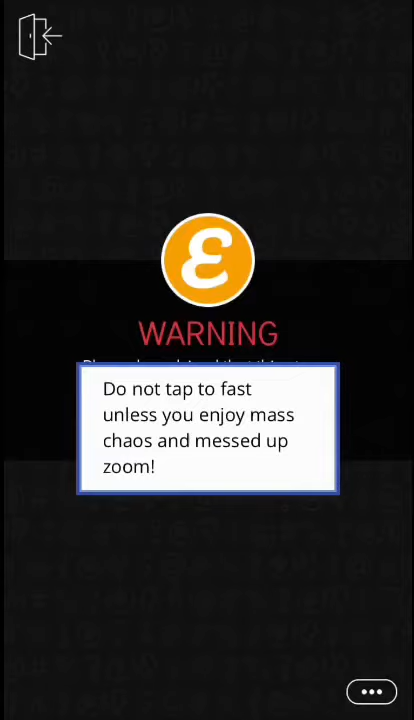 WARNING
Do not tap to fast
unless you enjoy mass
chaos and messed up
zoom!